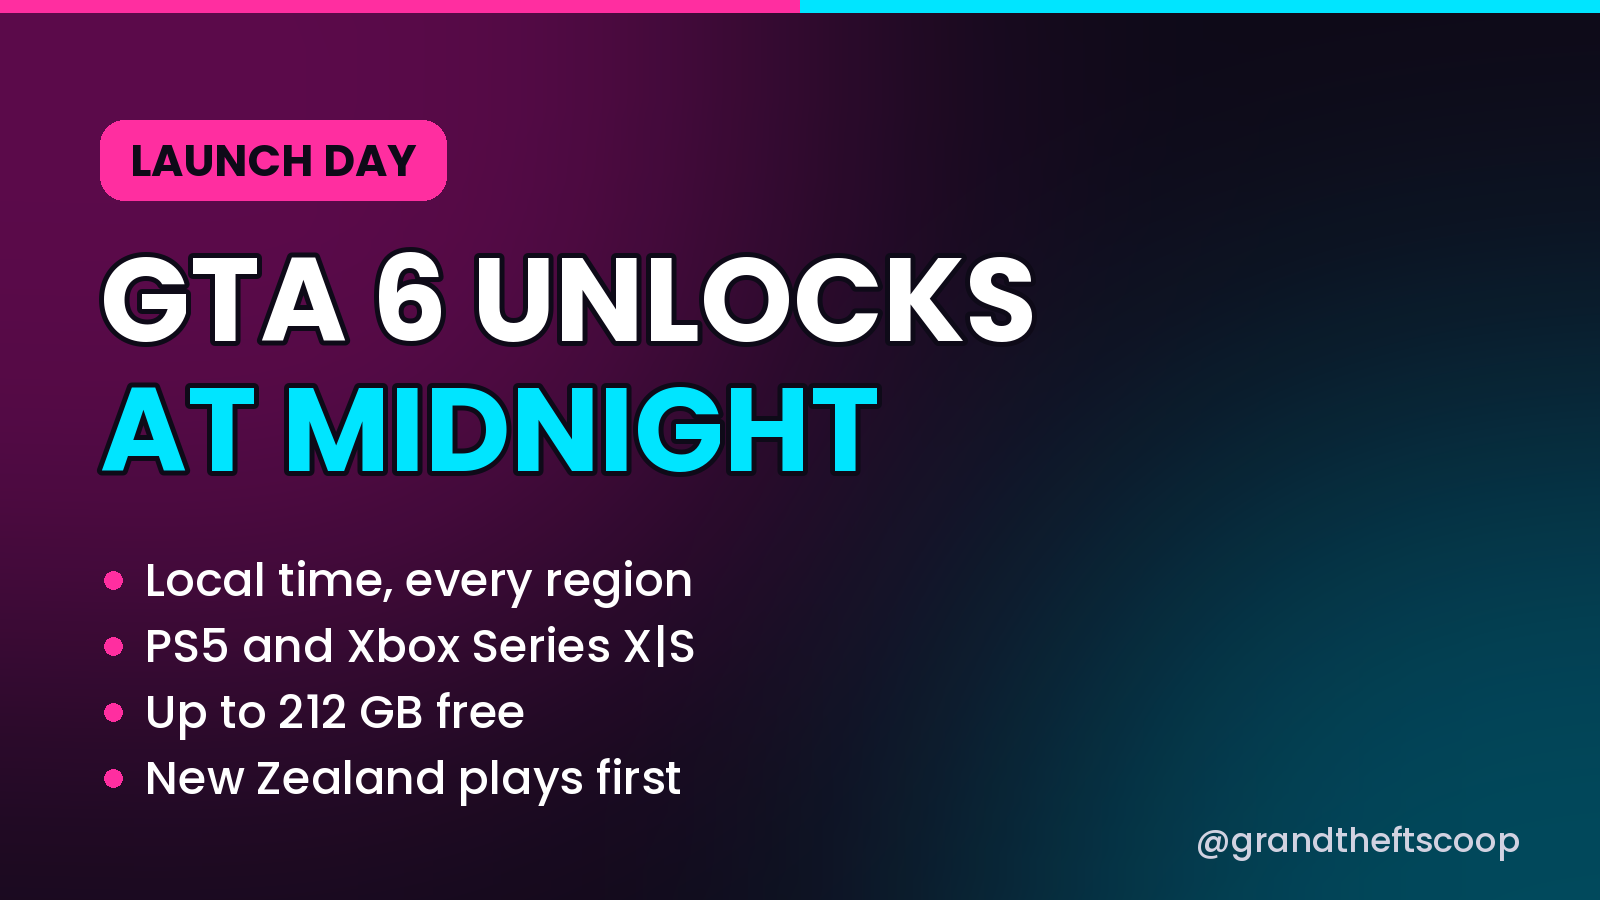 LAUNCH DAY
GTA 6 UNLOCKS
AT MIDNIGHT
Local time, every region
PS5 and Xbox Series X|S
Up to 212 GB free
New Zealand plays first
@grandtheftscoop